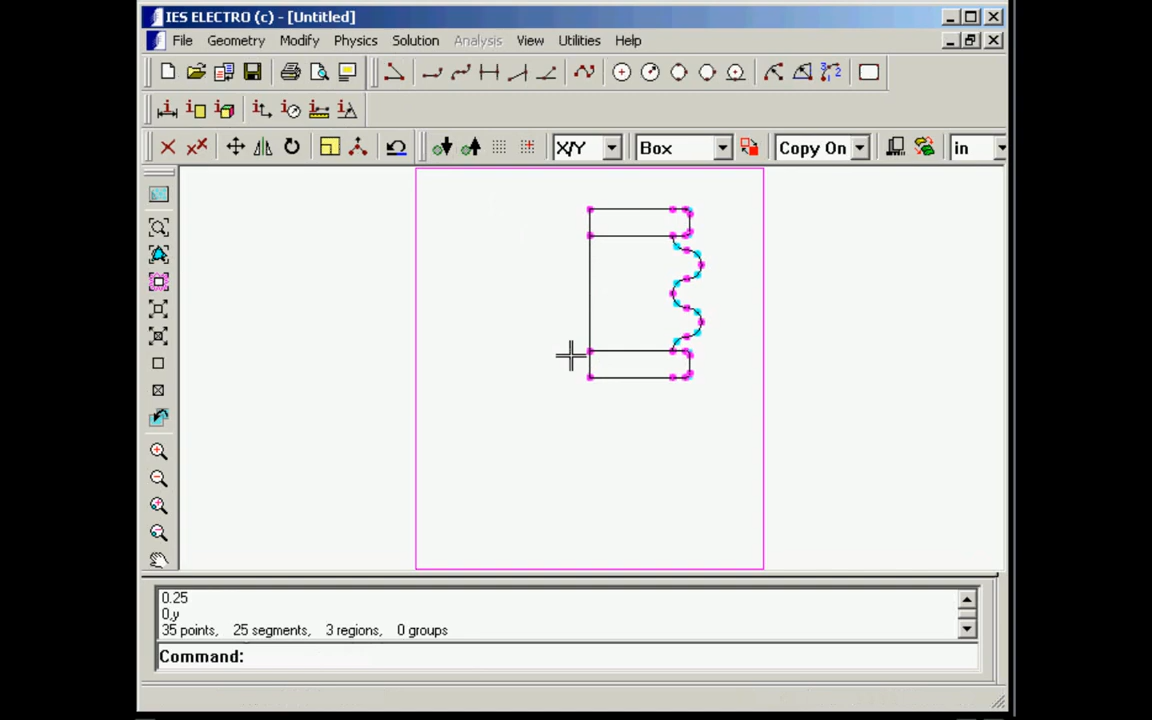 IES ELECTRO (c) - [Untitled]
File Geometry Modify Physics Solution Analysis View Utilities Help
X/Y Box Copy On in
0.25
0,y
35 points, 25 segments, 3 regions, 0 groups
Command: